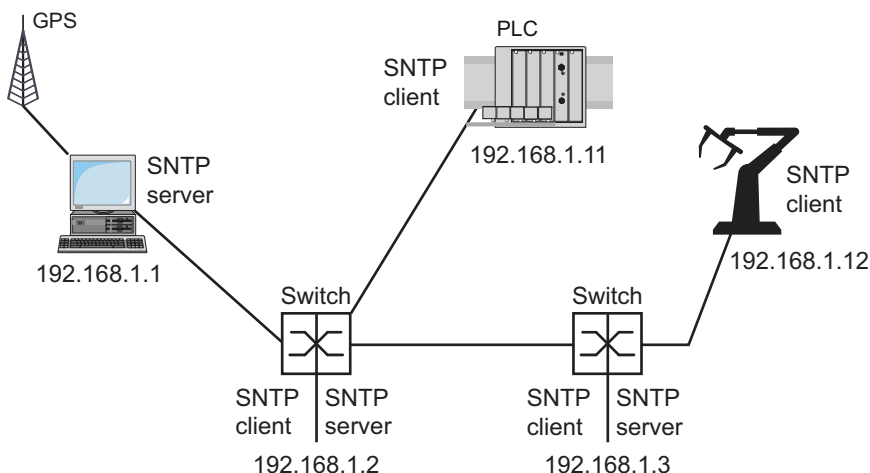 GPS
PLC
SNTP
client
192.168.1.11
SNTP
server
192.168.1.1
SNTP
client
192.168.1.12
Switch
Switch
SNTP
client
SNTP
server
192.168.1.2
SNTP
client
SNTP
server
192.168.1.3